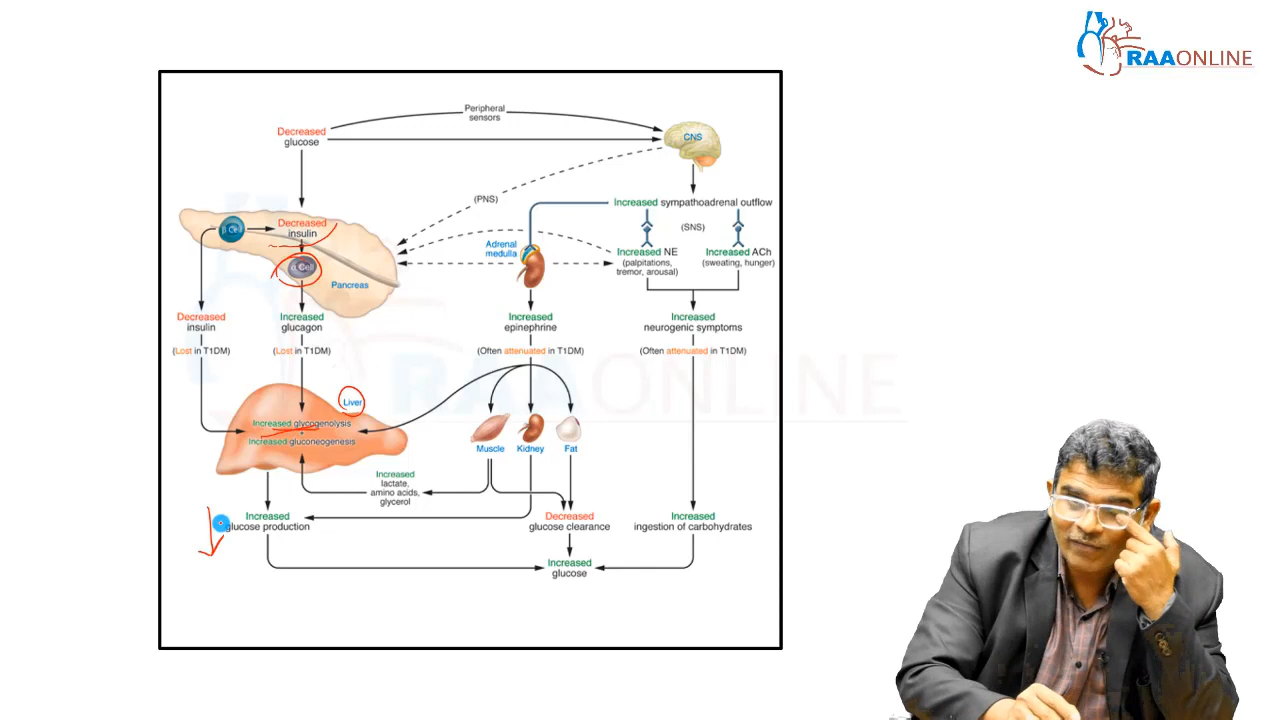 RAAONLINE
Peripheral
sensors
Decreased
glucose
CNS
(PNS)
Increased sympathoadrenal outflow
(SNS)
β Cell
Decreased
insulin
Adrenal
medulla
Increased NE
(palpitations,
tremor, arousal)
Increased ACh
(sweating, hunger)
α Cell
Pancreas
Decreased
insulin
Increased
glucagon
Increased
epinephrine
Increased
neurogenic symptoms
(Lost in T1DM)
(Lost in T1DM)
(Often attenuated in T1DM)
(Often attenuated in T1DM)
RAAONLINE
Liver
Increased glycogenolysis
Increased gluconeogenesis
Muscle
Kidney
Fat
Increased
lactate,
amino acids,
glycerol
Increased
glucose production
Decreased
glucose clearance
Increased
ingestion of carbohydrates
Increased
glucose